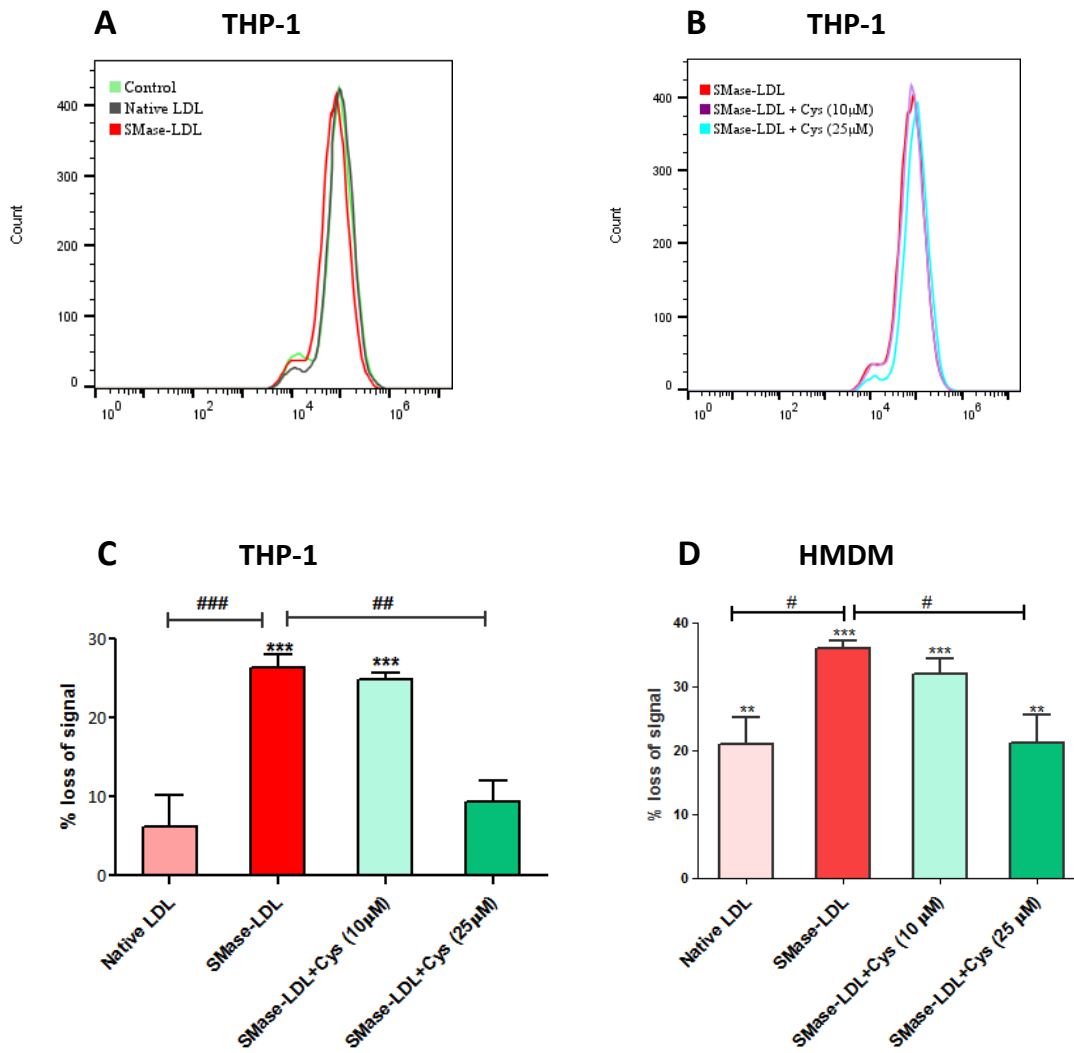 A THP-1
Control
Native LDL
SMase-LDL
Count
400
300
200
100
0
10^0 10^2 10^4 10^6
B THP-1
SMase-LDL
SMase-LDL + Cys (10µM)
SMase-LDL + Cys (25µM)
Count
400
300
200
100
0
10^0 10^2 10^4 10^6
C THP-1
### ##
*** ***
% loss of signal
30
20
10
0
Native LDL
SMase-LDL
SMase-LDL+Cys (10µM)
SMase-LDL+Cys (25µM)
D HMDM
# #
** *** *** **
% loss of signal
40
30
20
10
0
Native LDL
SMase-LDL
SMase-LDL+Cys (10 µM)
SMase-LDL+Cys (25 µM)